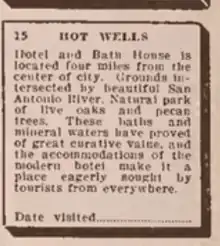 15 HOT WELLS
Hotel and Bath House is
located four miles from the
center of city. Grounds in-
tersected by beautiful San
Antonio River. Natural park
of live oaks and pecan
trees. These baths and
mineral waters have proved
of great curative value, and
the accommodations of the
modern hotel make it a
place eagerly sought by
tourists from everywhere.
Date visited......................